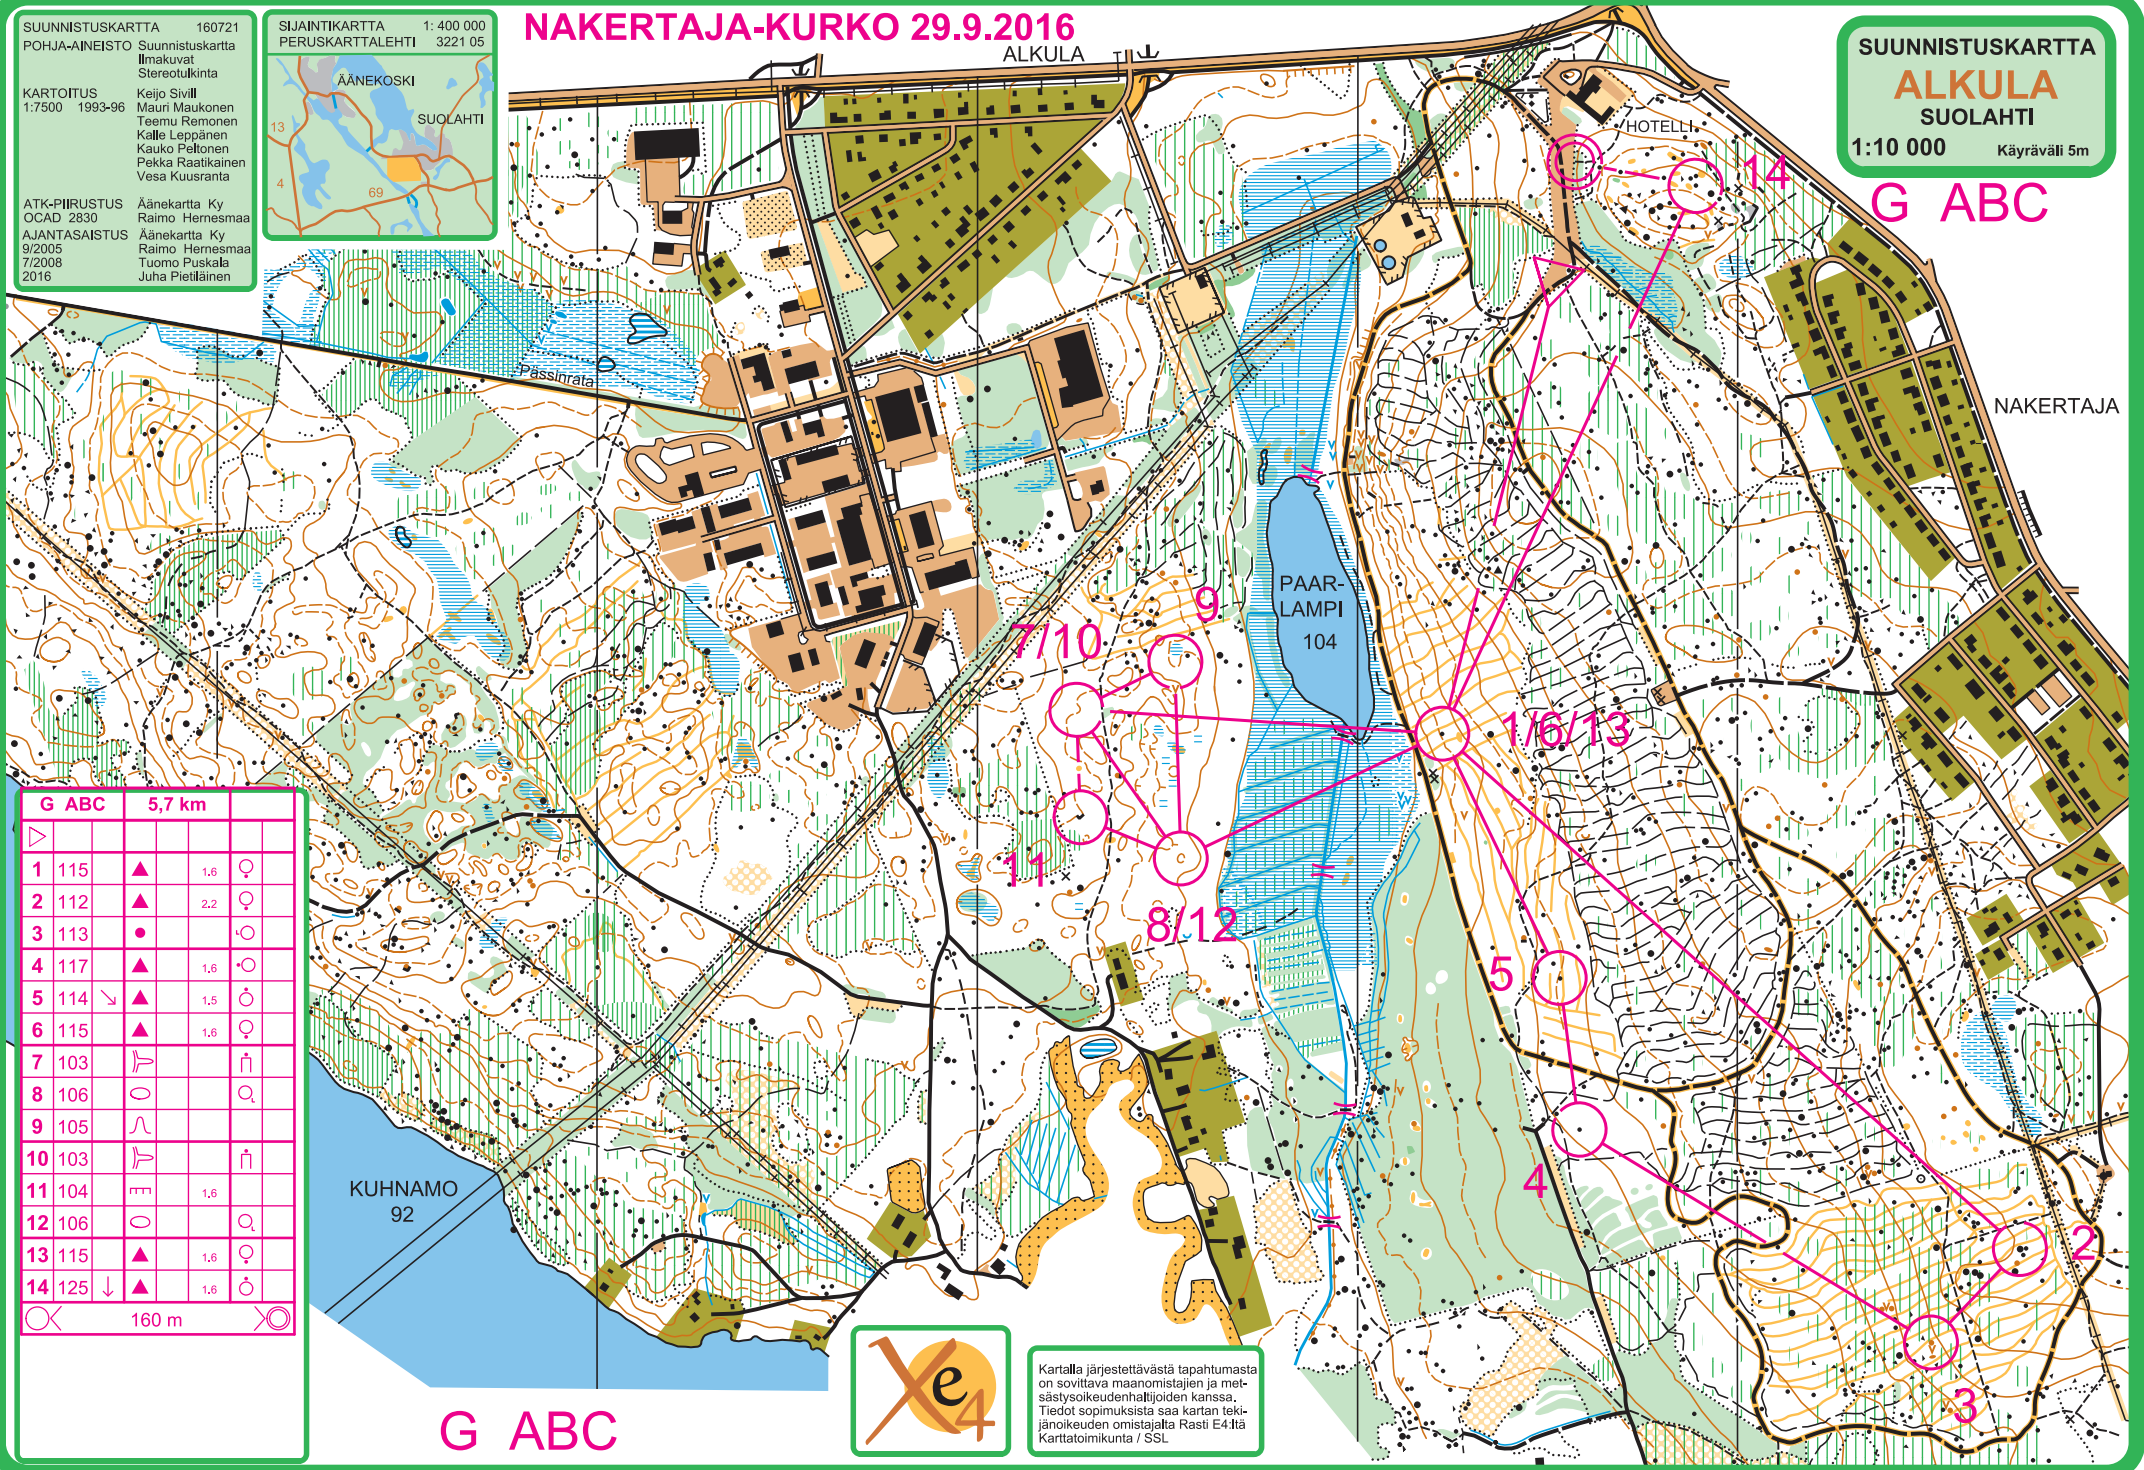 NAKERTAJA-KURKO 29.9.2016
SUUNNISTUSKARTTA 160721
POHJA-AINEISTO Suunnistuskartta
Ilmakuvat
Stereotulkinta
KARTOITUS Keijo Sivill
1:7500 1993-96 Mauri Maukonen
Teemu Remonen
Kalle Leppänen
Kauko Peltonen
Pekka Raatikainen
Vesa Kuusranta
ATK-PIIRUSTUS Äänekartta Ky
OCAD 2830 Raimo Hernesmaa
AJANTASAISTUS Äänekartta Ky
9/2005 Raimo Hernesmaa
7/2008 Tuomo Puskala
2016 Juha Pietiläinen
SIJAINTIKARTTA 1: 400 000
PERUSKARTTALEHTI 3221 05
ÄÄNEKOSKI
SUOLAHTI
13
4
69
SUUNNISTUSKARTTA
ALKULA
SUOLAHTI
1:10 000 Käyräväli 5m
G ABC
ALKULA
HOTELLI
14
NAKERTAJA
Passinrata
PAAR-
LAMPI
104
9
7/10
1/6/13
11
8/12
5
4
2
3
KUHNAMO
92
G ABC 5,7 km
1 115 1.6
2 112 2.2
3 113
4 117 1.6
5 114 1.5
6 115 1.6
7 103
8 106
9 105
10 103
11 104 1.6
12 106
13 115 1.6
14 125 1.6
160 m
G ABC
Xe4
Kartalla järjestettävästä tapahtumasta
on sovittava maanomistajien ja met-
sästysoikeudenhaltijoiden kanssa.
Tiedot sopimuksista saa kartan teki-
jänoikeuden omistajalta Rasti E4:ltä
Karttatoimikunta / SSL